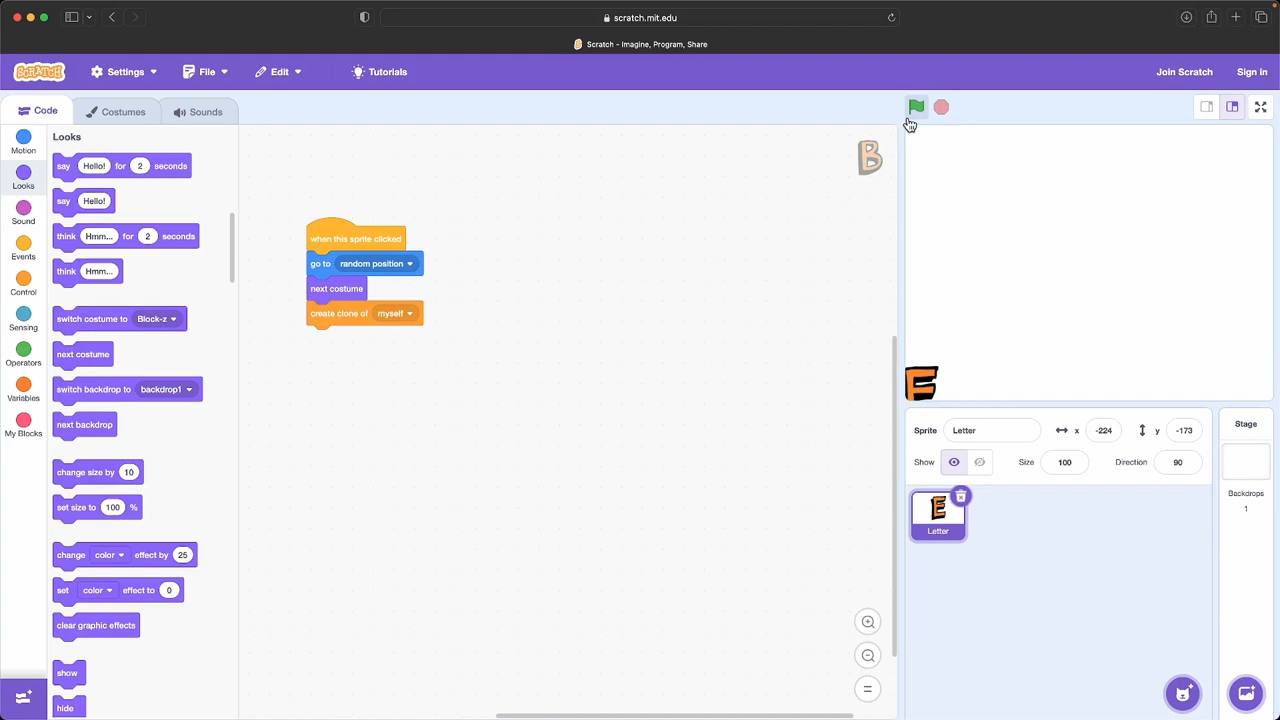 scratch.mit.edu
Scratch - Imagine, Program, Share
SCRATCH Settings File Edit Tutorials Join Scratch Sign in
Code Costumes Sounds
Motion
Looks
Sound
Events
Control
Sensing
Operators
Variables
My Blocks
Looks
say Hello! for 2 seconds
say Hello!
think Hmm... for 2 seconds
think Hmm...
switch costume to Block-z
next costume
switch backdrop to backdrop1
next backdrop
change size by 10
set size to 100 %
change color effect by 25
set color effect to 0
clear graphic effects
show
hide
when this sprite clicked
go to random position
next costume
create clone of myself
B
E
Sprite Letter x -224 y -173
Show Size 100 Direction 90
E
Letter
Stage
Backdrops
1